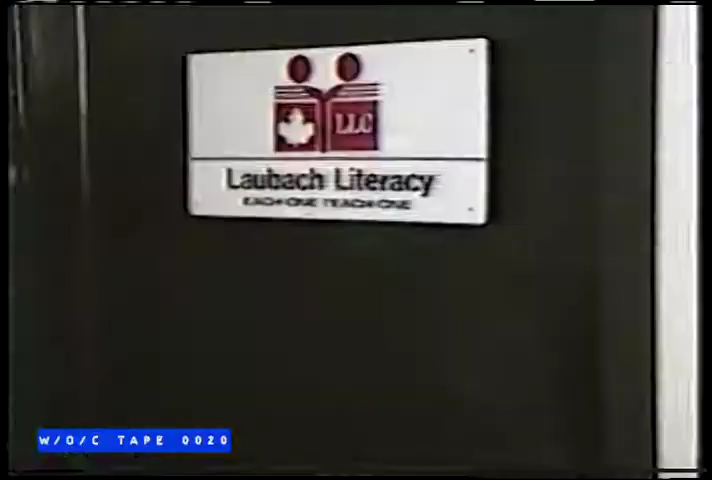 LLC
Laubach Literacy
EACH ONE TEACH ONE
W/O/C TAPE 0020